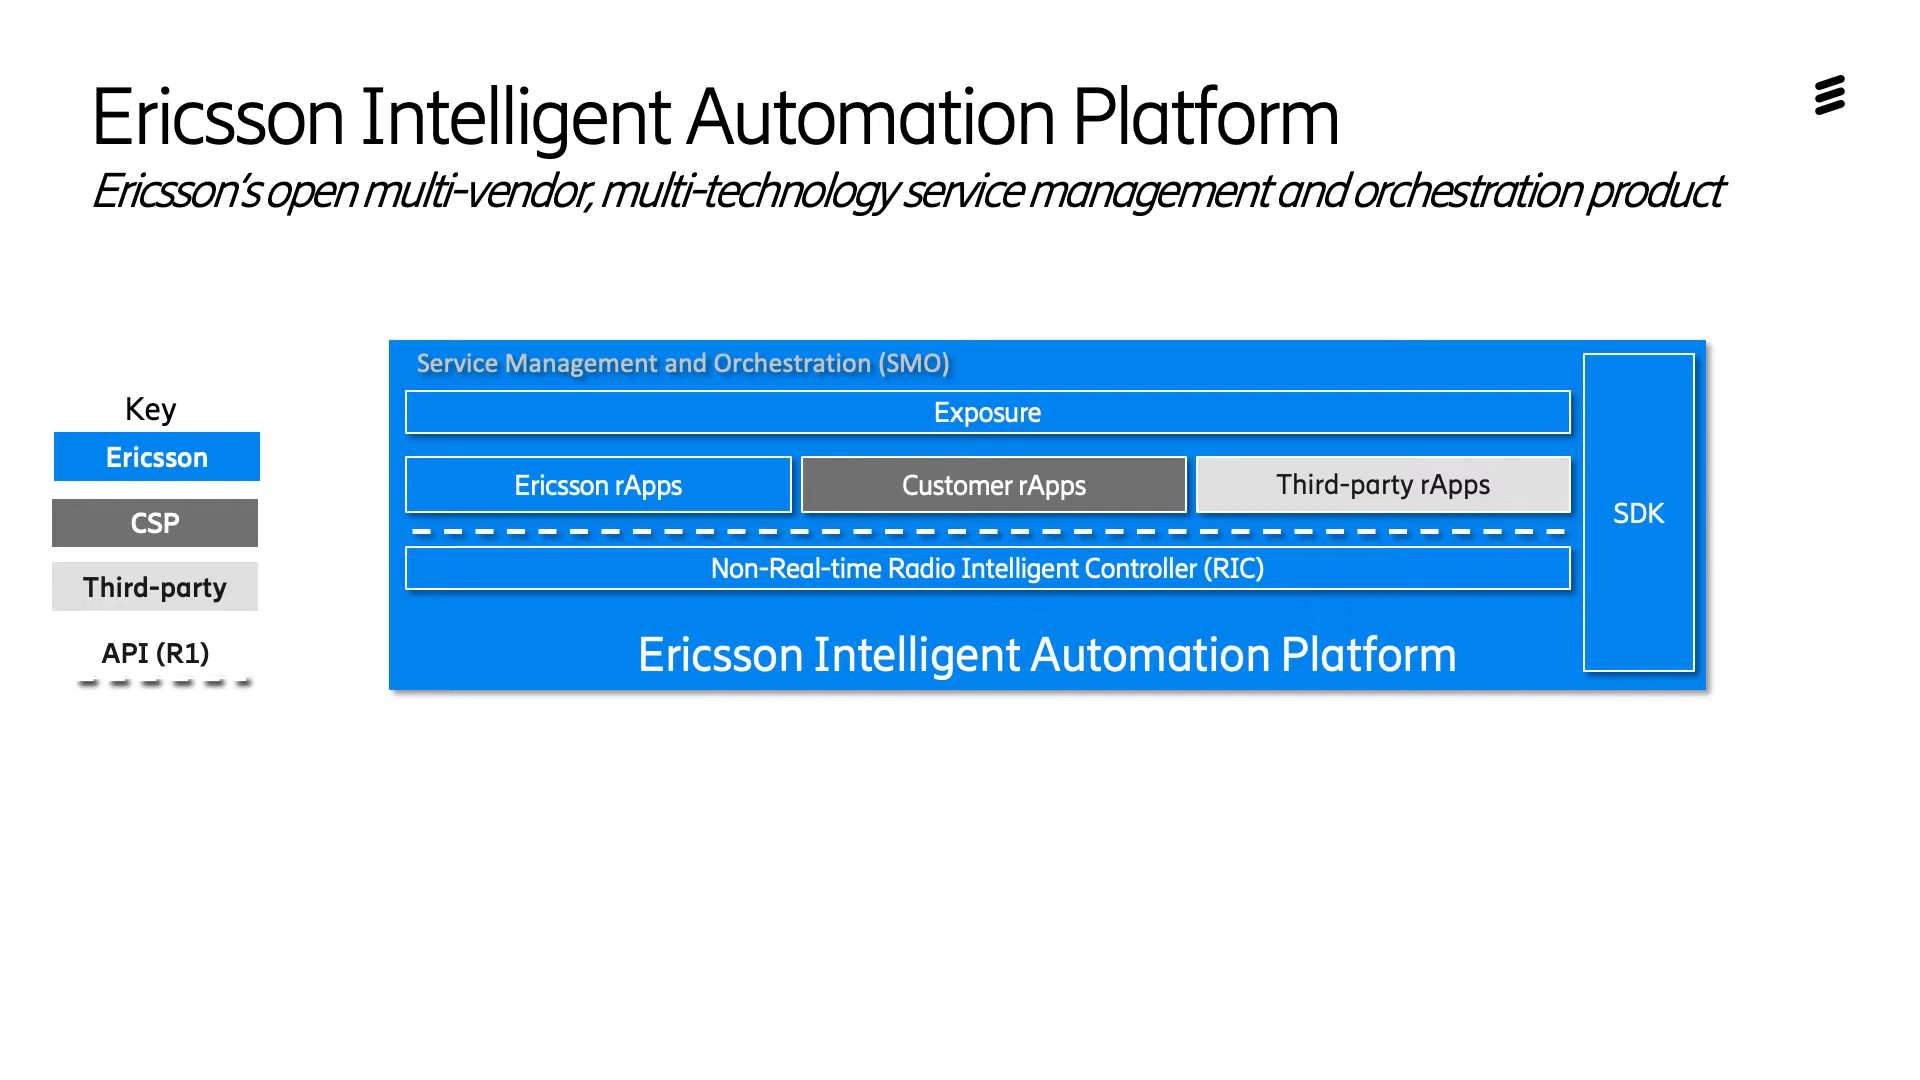 Ericsson Intelligent Automation Platform
Ericsson’s open multi-vendor, multi-technology service management and orchestration product
Key
Ericsson
CSP
Third-party
API (R1)
Service Management and Orchestration (SMO)
Exposure
Ericsson rApps
Customer rApps
Third-party rApps
Non-Real-time Radio Intelligent Controller (RIC)
Ericsson Intelligent Automation Platform
SDK